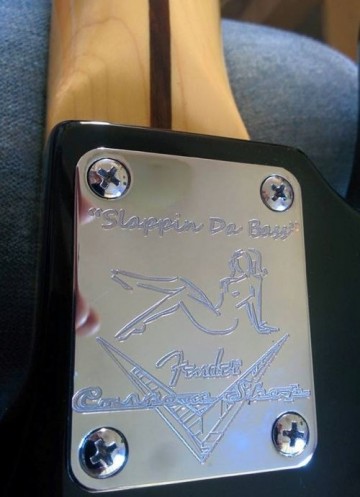 "Slappin Da Bass"
Fender
Custom Shop